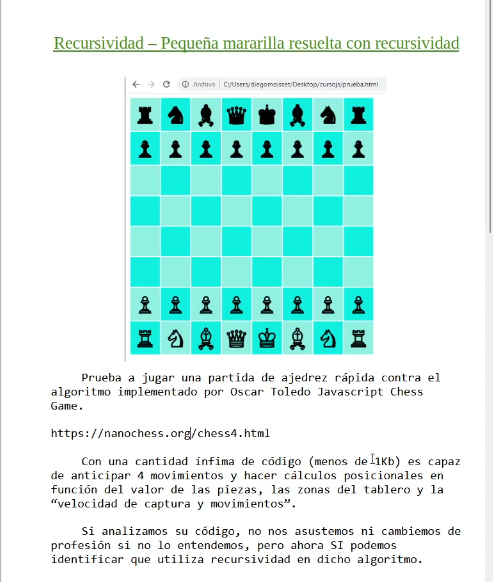 Recursividad – Pequeña mararilla resuelta con recursividad
Archivo | C:/Users/diegomoisset/Desktop/cursojs/prueba.html
Prueba a jugar una partida de ajedrez rápida contra el
algoritmo implementado por Oscar Toledo Javascript Chess
Game.
https://nanochess.org/chess4.html
Con una cantidad ínfima de código (menos de 1Kb) es capaz
de anticipar 4 movimientos y hacer cálculos posicionales en
función del valor de las piezas, las zonas del tablero y la
“velocidad de captura y movimientos”.
Si analizamos su código, no nos asustemos ni cambiemos de
profesión si no lo entendemos, pero ahora SI podemos
identificar que utiliza recursividad en dicho algoritmo.